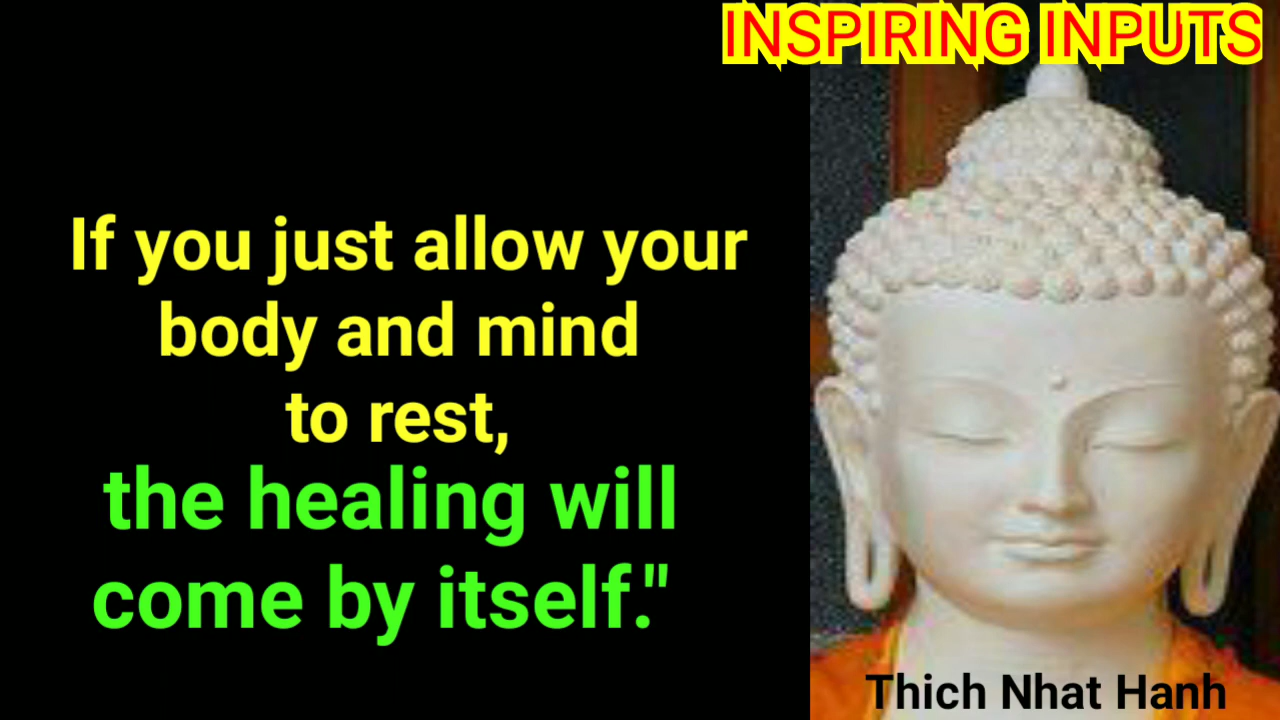 INSPIRING INPUTS
If you just allow your
body and mind
to rest,
the healing will
come by itself."
Thich Nhat Hanh